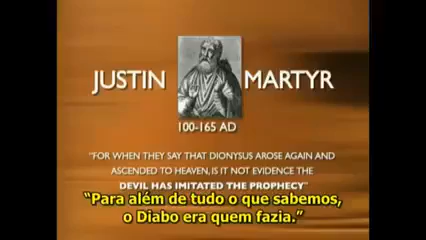 JUSTIN MARTYR
100-165 AD
"FOR WHEN THEY SAY THAT DIONYSUS AROSE AGAIN AND
ASCENDED TO HEAVEN, IS IT NOT EVIDENCE THE
DEVIL HAS IMITATED THE PROPHECY"
"Para além de tudo o que sabemos,
o Diabo era quem fazia."